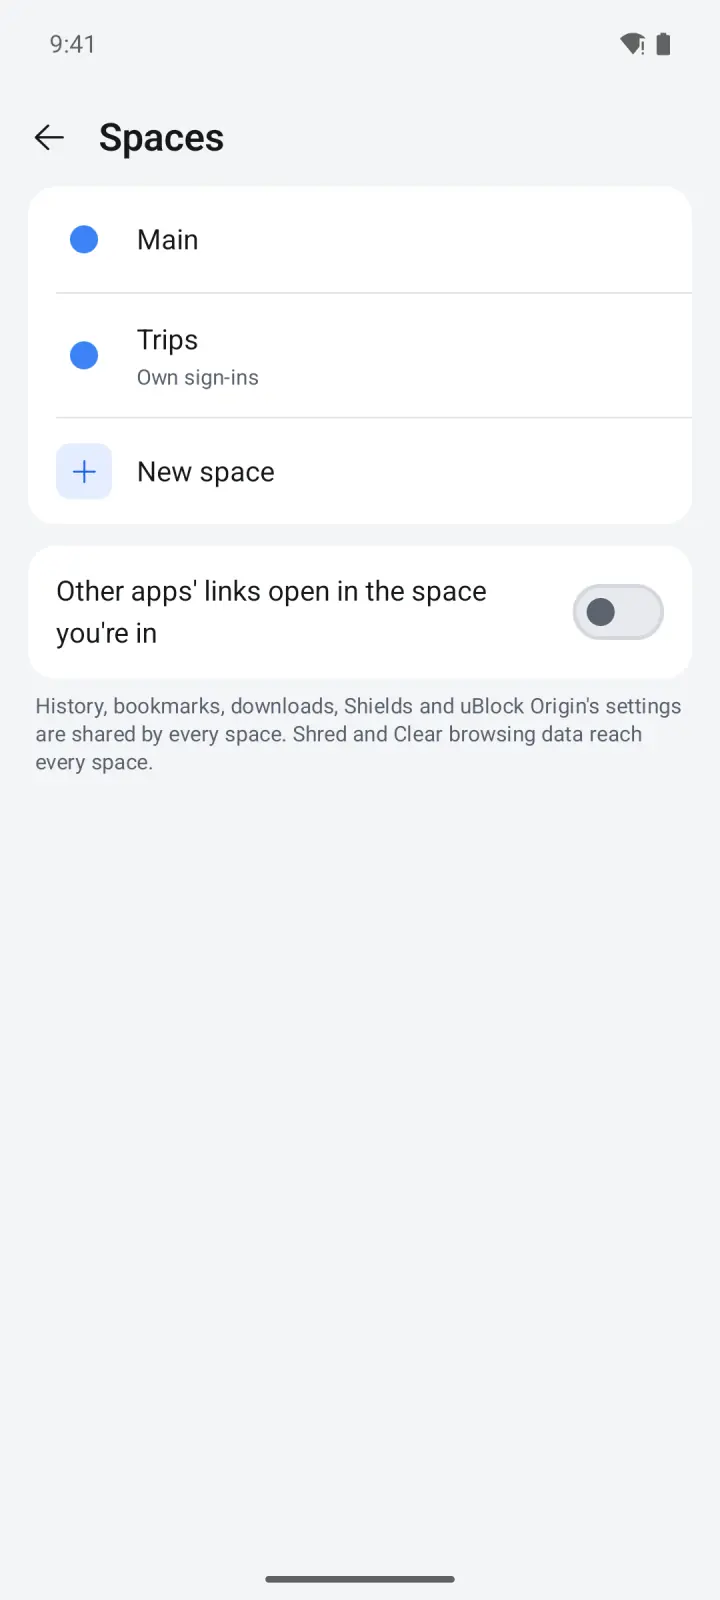 9:41
Spaces
Main
Trips
Own sign-ins
New space
Other apps' links open in the space
you're in
History, bookmarks, downloads, Shields and uBlock Origin's settings
are shared by every space. Shred and Clear browsing data reach
every space.